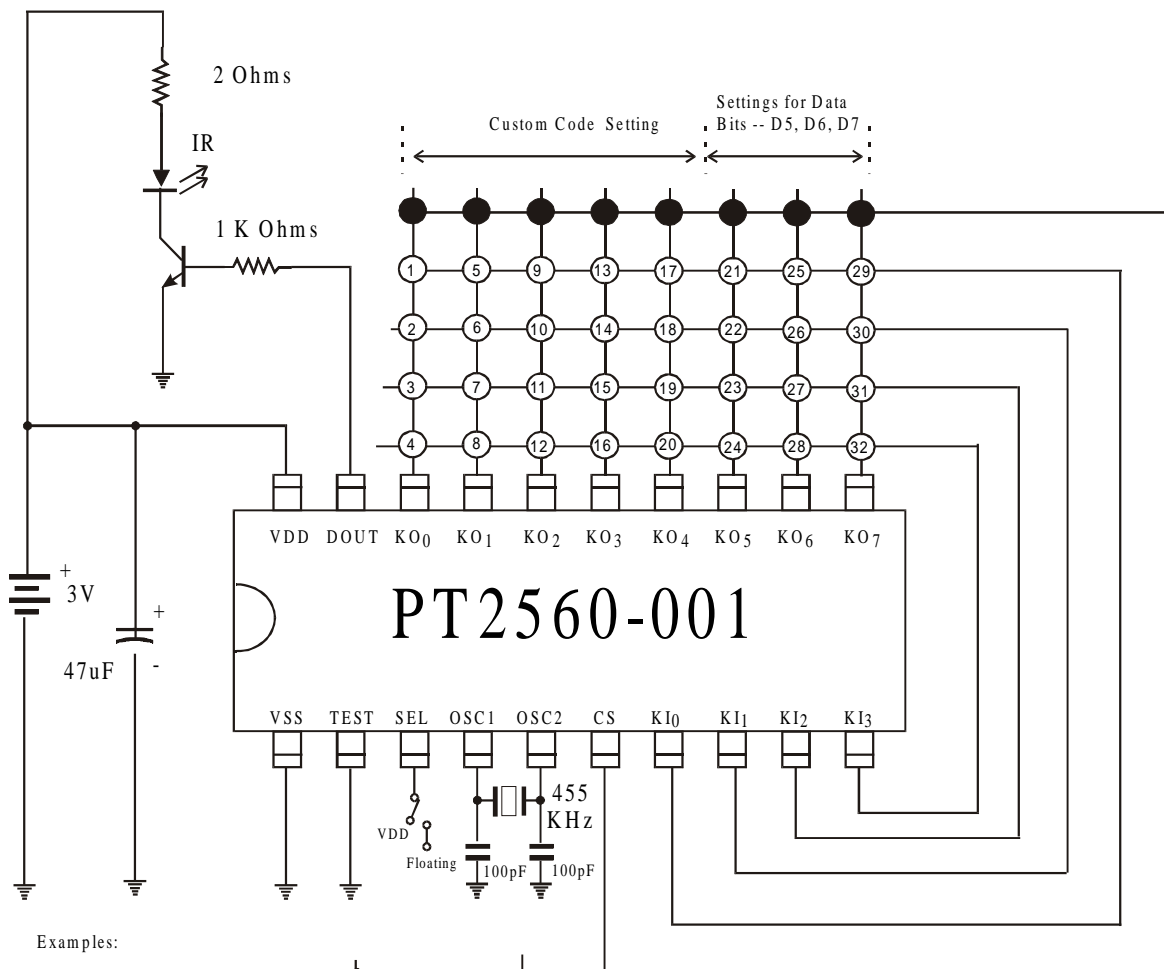 2 Ohms
IR
1 K Ohms
Custom Code Setting
Settings for Data
Bits -- D5, D6, D7
1 5 9 13 17 21 25 29
2 6 10 14 18 22 26 30
3 7 11 15 19 23 27 31
4 8 12 16 20 24 28 32
VDD DOUT KO0 KO1 KO2 KO3 KO4 KO5 KO6 KO7
+
3V
PT2560-001
+
47uF -
VSS TEST SEL OSC1 OSC2 CS KI0 KI1 KI2 KI3
455
KHz
VDD
Floating
100pF 100pF
Examples: